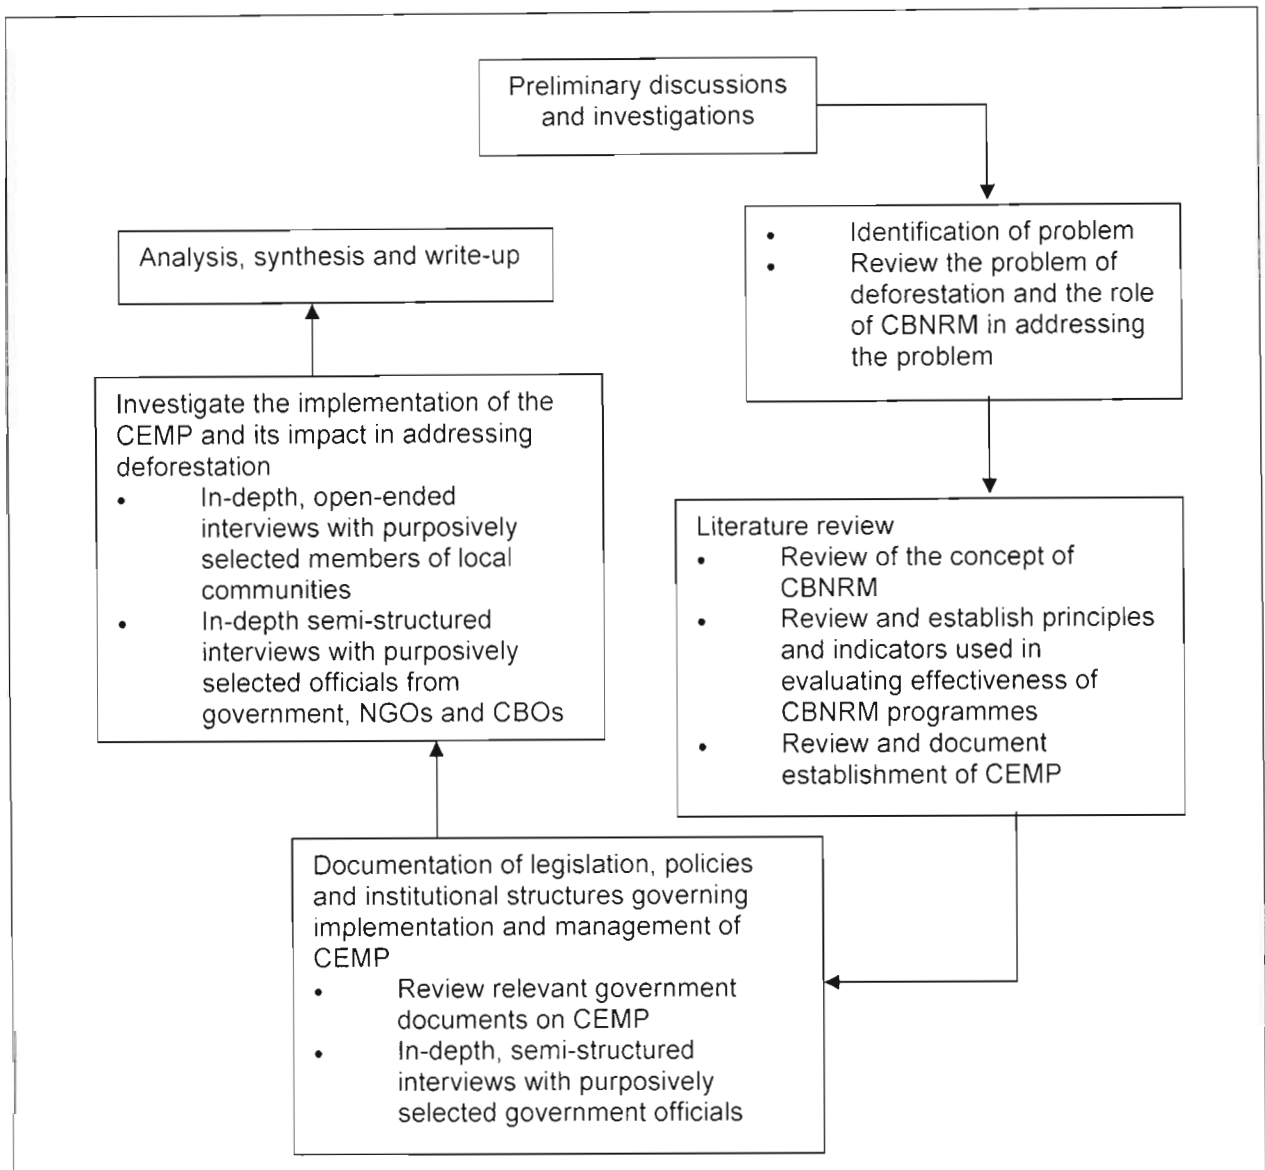 Preliminary discussions
and investigations
• Identification of problem
• Review the problem of
deforestation and the role
of CBNRM in addressing
the problem
Literature review
• Review of the concept of
CBNRM
• Review and establish principles
and indicators used in
evaluating effectiveness of
CBNRM programmes
• Review and document
establishment of CEMP
Documentation of legislation, policies
and institutional structures governing
implementation and management of
CEMP
• Review relevant government
documents on CEMP
• In-depth, semi-structured
interviews with purposively
selected government officials
Investigate the implementation of the
CEMP and its impact in addressing
deforestation
• In-depth, open-ended
interviews with purposively
selected members of local
communities
• In-depth semi-structured
interviews with purposively
selected officials from
government, NGOs and CBOs
Analysis, synthesis and write-up